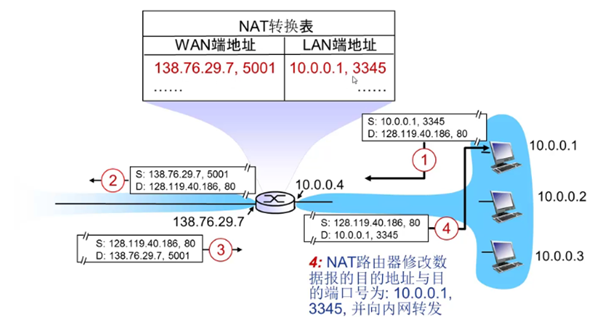 NAT转换表
WAN端地址 LAN端地址
138.76.29.7, 5001 10.0.0.1, 3345
…… ……
S: 10.0.0.1, 3345
D: 128.119.40.186, 80
1
10.0.0.1
S: 138.76.29.7, 5001
D: 128.119.40.186, 80
2
10.0.0.4
10.0.0.2
138.76.29.7
S: 128.119.40.186, 80
D: 10.0.0.1, 3345
4
S: 128.119.40.186, 80
D: 138.76.29.7, 5001
3
10.0.0.3
4: NAT路由器修改数
据报的目的地址与目
的端口号为: 10.0.0.1,
3345, 并向内网转发